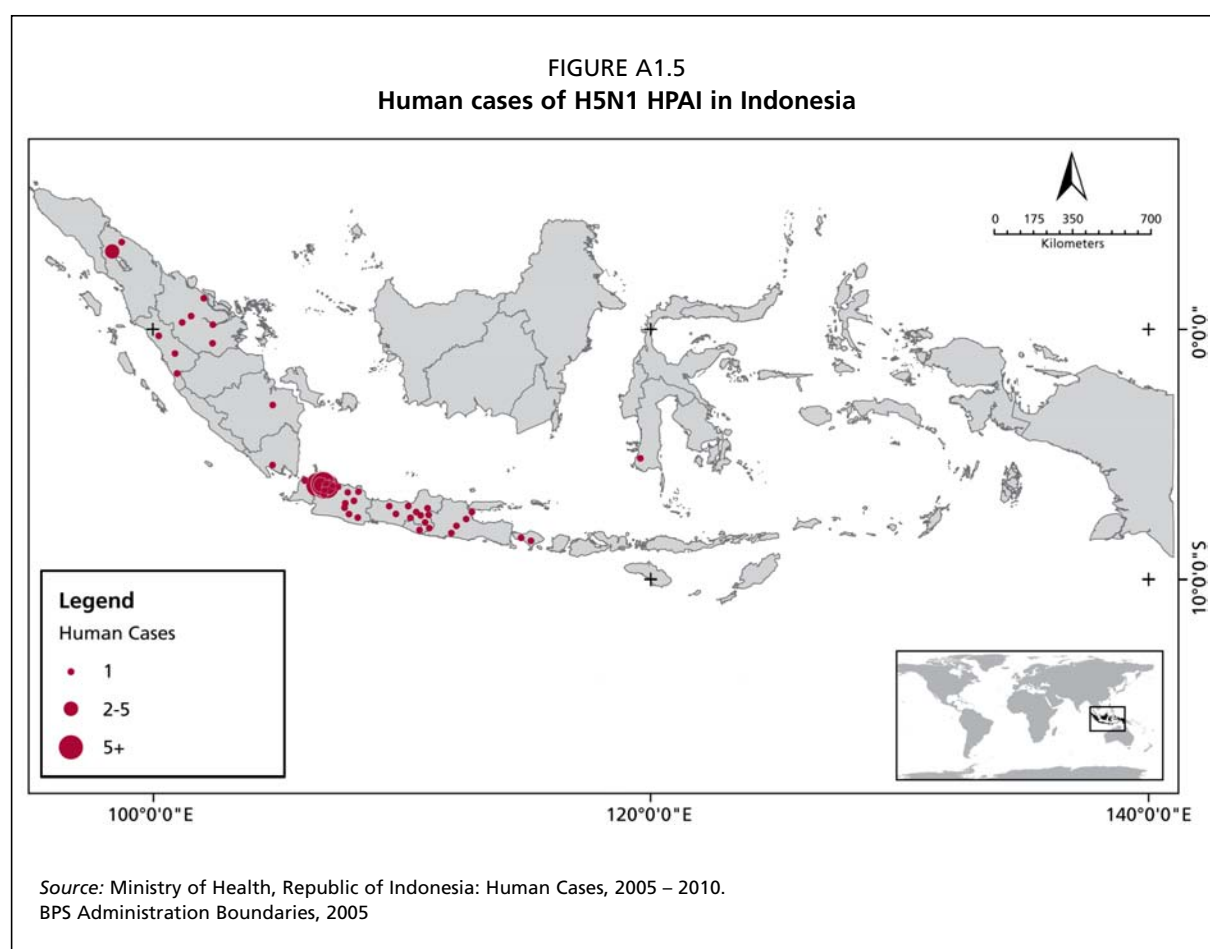 FIGURE A1.5
Human cases of H5N1 HPAI in Indonesia
0 175 350 700
Kilometers
0°0'0"
10°0'0"S
Legend
Human Cases
1
2-5
5+
100°0'0"E 120°0'0"E 140°0'0"E
Source: Ministry of Health, Republic of Indonesia: Human Cases, 2005 – 2010.
BPS Administration Boundaries, 2005